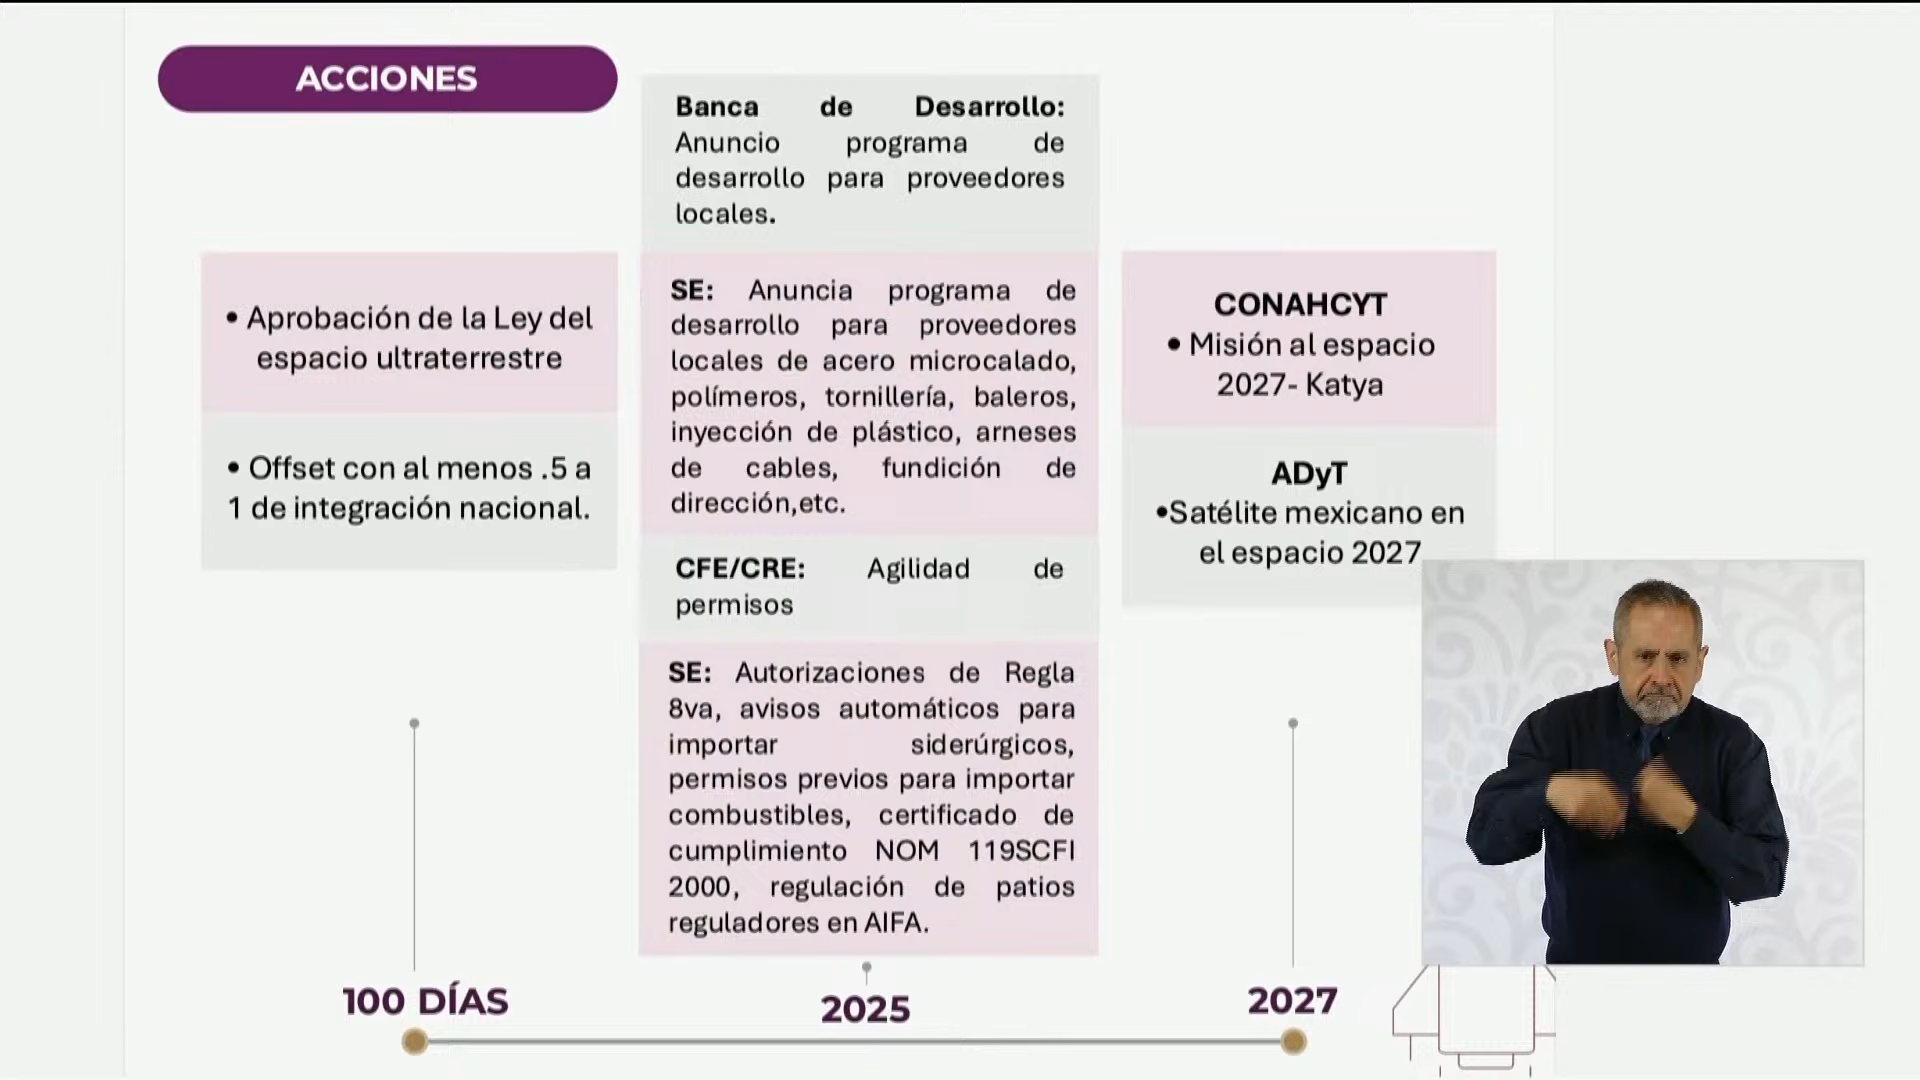 ACCIONES
• Aprobación de la Ley del
espacio ultraterrestre
• Offset con al menos .5 a
1 de integración nacional.
Banca de Desarrollo:
Anuncio programa de
desarrollo para proveedores
locales.
SE: Anuncia programa de
desarrollo para proveedores
locales de acero microcalado,
polímeros, tornillería, baleros,
inyección de plástico, arneses
de cables, fundición de
dirección,etc.
CFE/CRE: Agilidad de
permisos
SE: Autorizaciones de Regla
8va, avisos automáticos para
importar siderúrgicos,
permisos previos para importar
combustibles, certificado de
cumplimiento NOM 119SCFI
2000, regulación de patios
reguladores en AIFA.
CONAHCYT
• Misión al espacio
2027- Katya
ADyT
•Satélite mexicano en
el espacio 2027
100 DÍAS
2025
2027